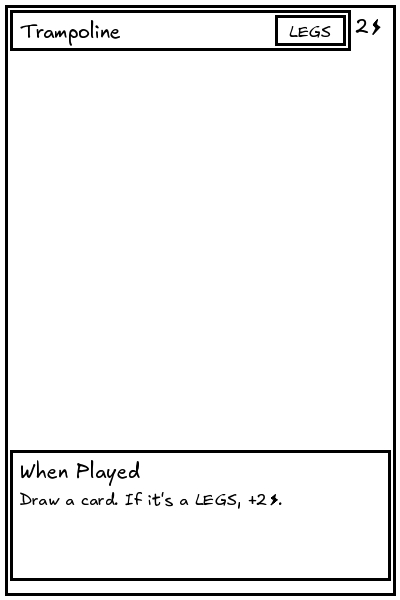 Trampoline
LEGS
2⚡
When Played
Draw a card. If it's a LEGS, +2⚡.